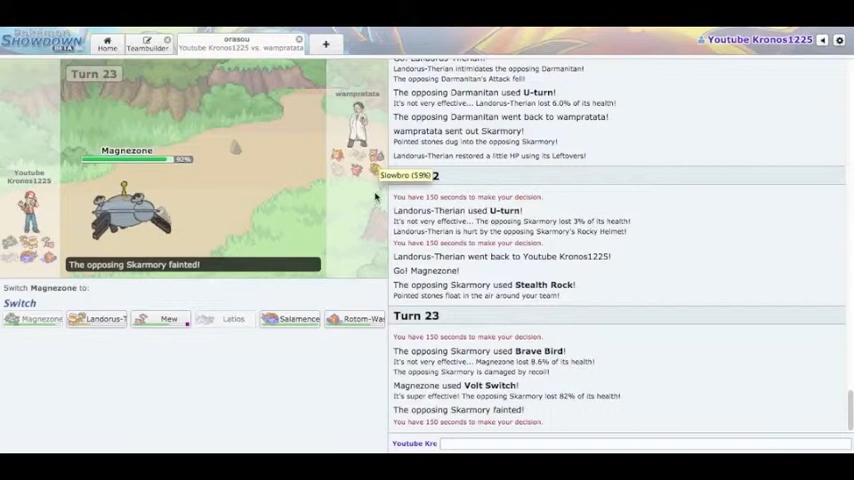 Pokémon
SHOWDOWN
BETA
Home
Teambuilder
orasou
Youtube Kronos1225 vs. wampratata
+
Youtube Kronos1225
Turn 23
wampratata
Magnezone
92%
Slowbro (59%)
Youtube
Kronos1225
The opposing Skarmory fainted!
Switch Magnezone to:
Switch
Magnezone
Landorus-T
Mew
Latios
Salamence
Rotom-Was
Go! Landorus-Therian!
Landorus-Therian intimidates the opposing Darmanitan!
The opposing Darmanitan's Attack fell!
The opposing Darmanitan used U-turn!
It's not very effective... Landorus-Therian lost 6.0% of its health!
The opposing Darmanitan went back to wampratata!
wampratata sent out Skarmory!
Pointed stones dug into the opposing Skarmory!
Landorus-Therian restored a little HP using its Leftovers!
2
You have 150 seconds to make your decision.
Landorus-Therian used U-turn!
It's not very effective... The opposing Skarmory lost 3% of its health!
Landorus-Therian is hurt by the opposing Skarmory's Rocky Helmet!
You have 150 seconds to make your decision.
Landorus-Therian went back to Youtube Kronos1225!
Go! Magnezone!
The opposing Skarmory used Stealth Rock!
Pointed stones float in the air around your team!
Turn 23
You have 150 seconds to make your decision.
The opposing Skarmory used Brave Bird!
It's not very effective... Magnezone lost 8.6% of its health!
The opposing Skarmory is damaged by recoil!
Magnezone used Volt Switch!
It's super effective! The opposing Skarmory lost 82% of its health!
The opposing Skarmory fainted!
You have 150 seconds to make your decision.
Youtube Kro